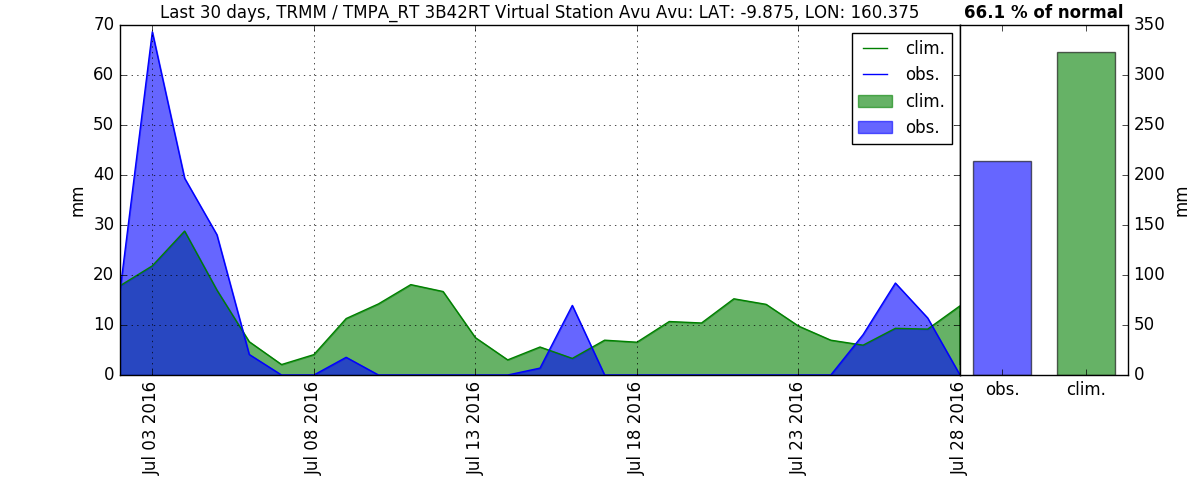 Last 30 days, TRMM / TMPA_RT 3B42RT Virtual Station Avu Avu: LAT: -9.875, LON: 160.375
66.1 % of normal
70
60
50
40
30
20
10
0
mm
clim.
obs.
clim.
obs.
350
300
250
200
150
100
50
0
mm
Jul 03 2016
Jul 08 2016
Jul 13 2016
Jul 18 2016
Jul 23 2016
Jul 28 2016
obs.
clim.